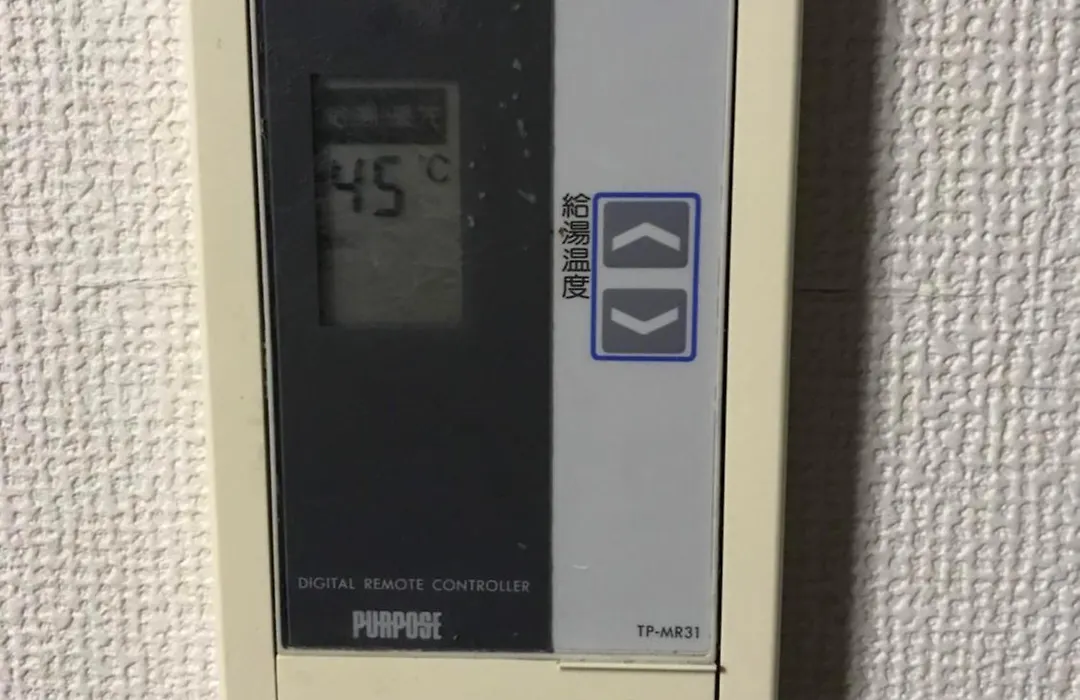 45 °C
給湯温度
DIGITAL REMOTE CONTROLLER
PURPOSE
TP-MR31